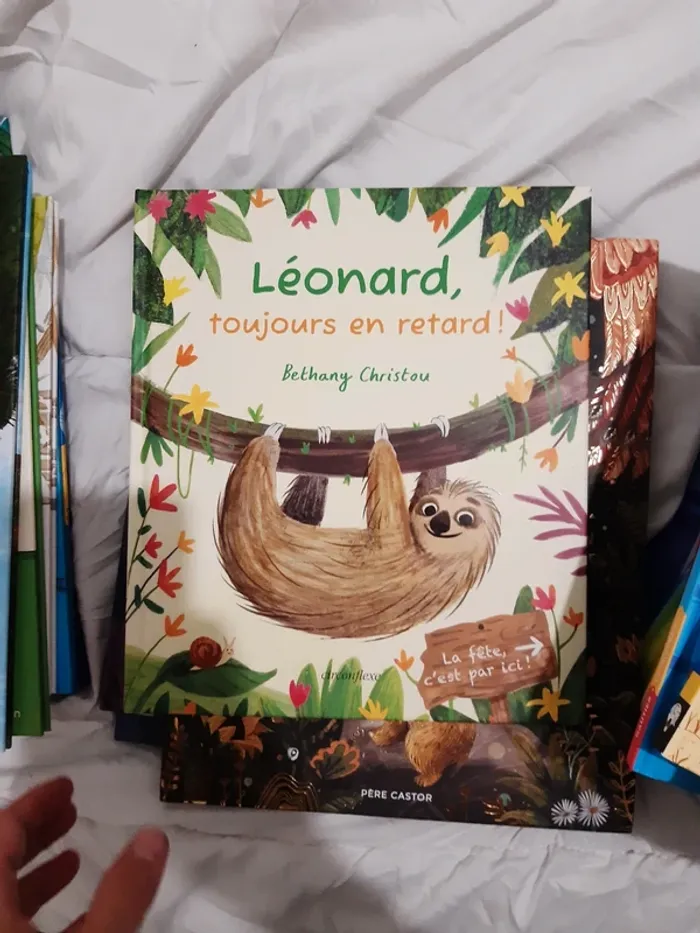 Léonard,
toujours en retard !
Bethany Christou
La fête,
c'est par ici !
circonflexe
PÈRE CASTOR